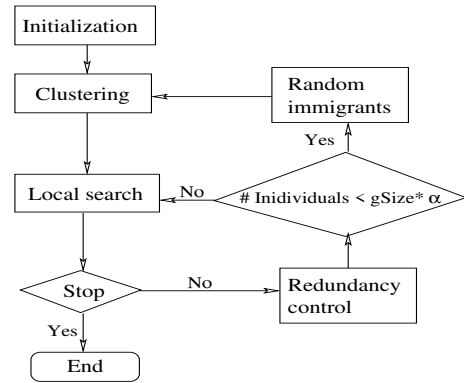 Initialization
Random
immigrants
Clustering
Yes
Local search
No
# Inidividuals < gSize* α
Stop
No
Redundancy
control
Yes
End